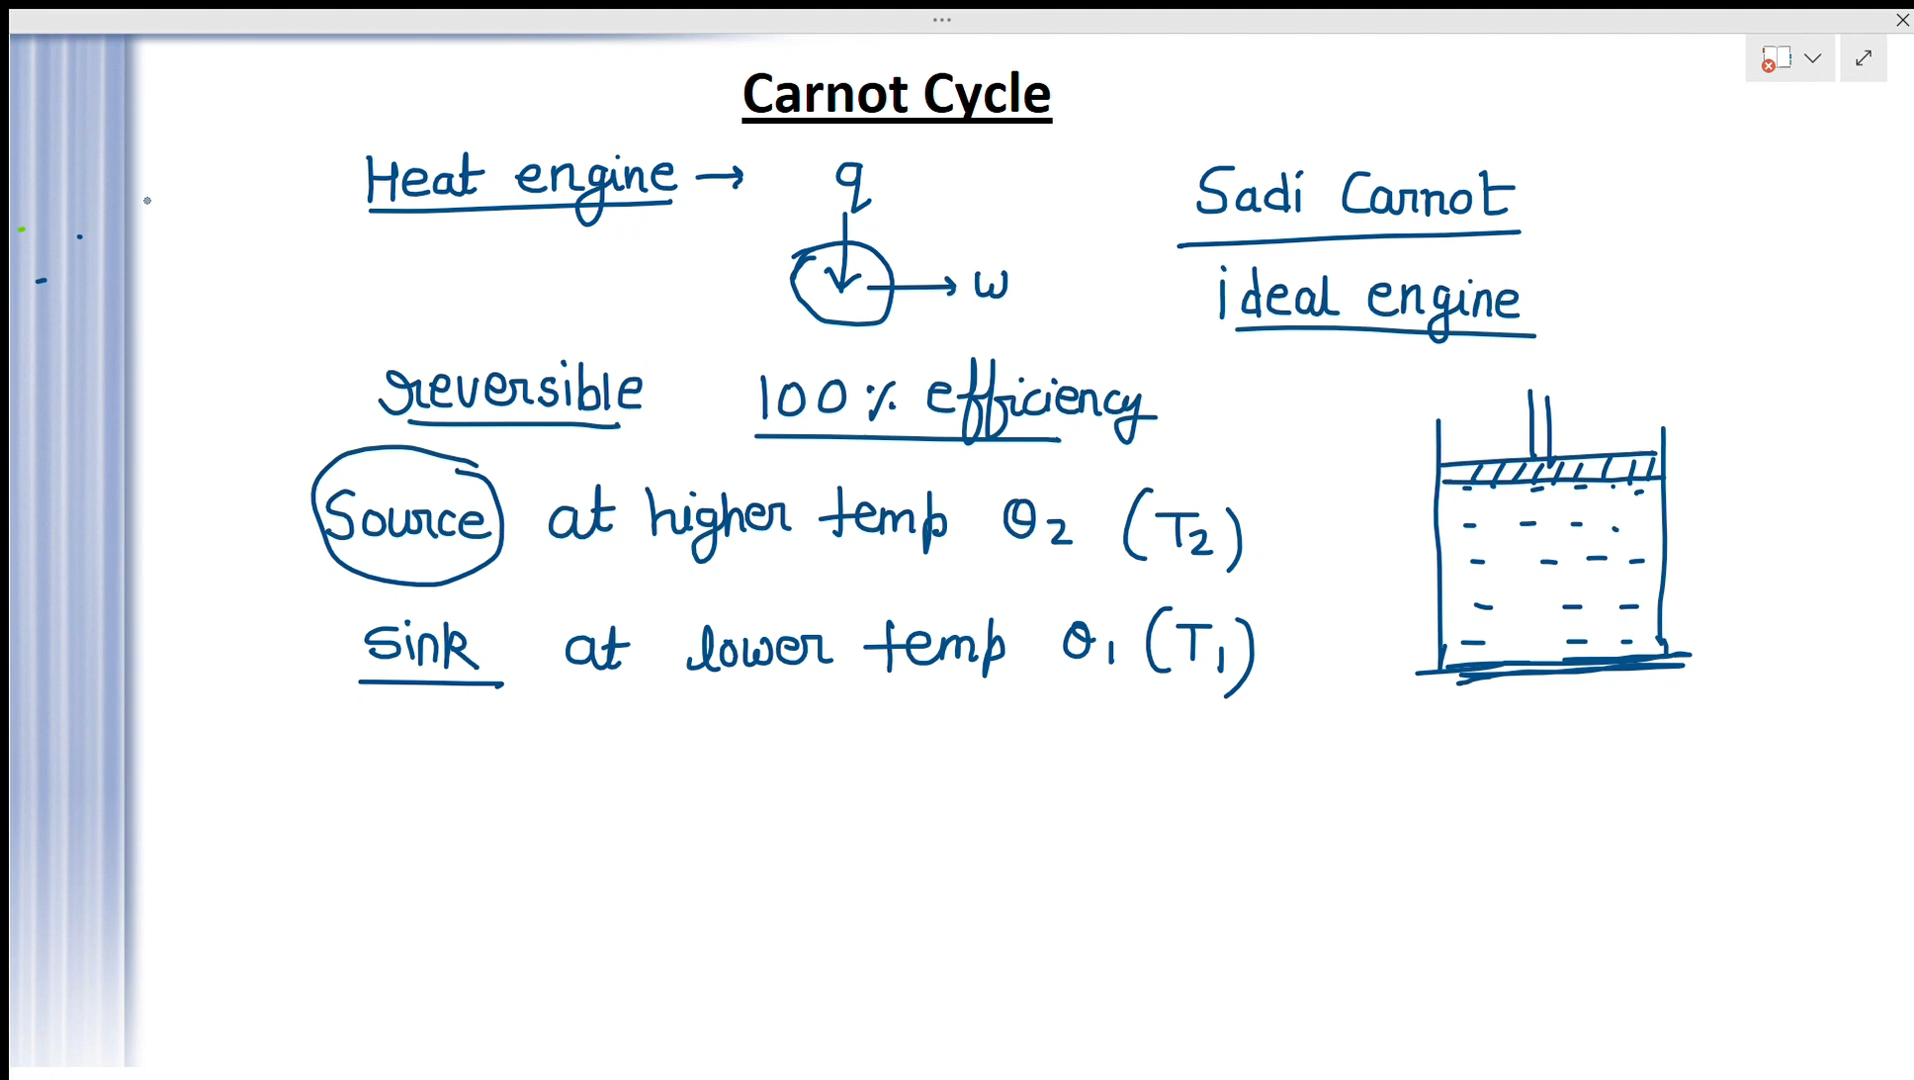 Carnot Cycle
Heat engine → q
Sadi Carnot
w
ideal engine
reversible 100% efficiency
Source at higher temp θ2 (T2)
Sink at lower temp θ1 (T1)